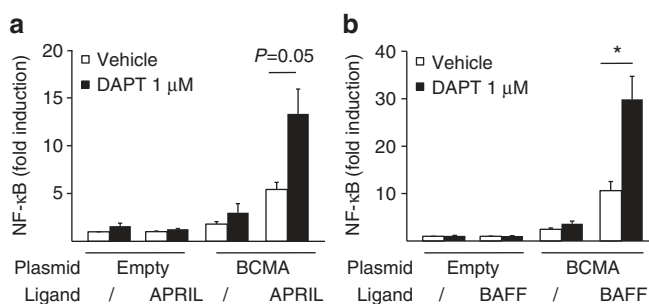 a
20
15
10
5
NF-κB (fold induction)
Vehicle
DAPT 1 μM
P=0.05
Plasmid Empty BCMA
Ligand / APRIL / APRIL
b
40
30
20
10
NF-κB (fold induction)
Vehicle
DAPT 1 μM
*
Plasmid Empty BCMA
Ligand / BAFF / BAFF